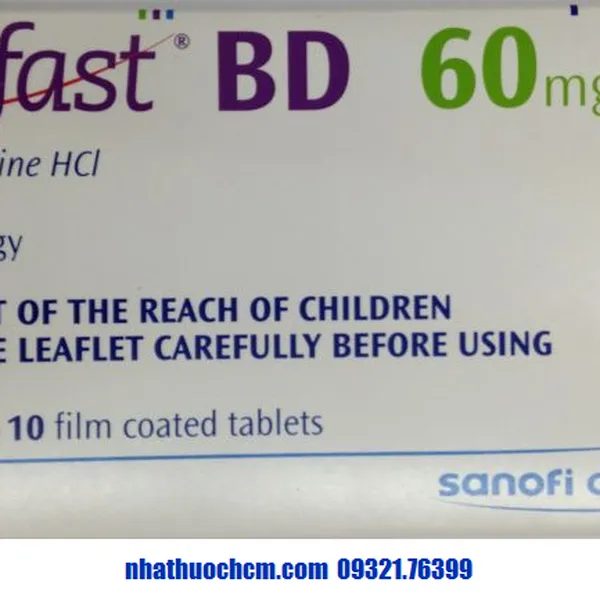 fast® BD 60mg
ine HCl
gy
T OF THE REACH OF CHILDREN
E LEAFLET CAREFULLY BEFORE USING
10 film coated tablets
sanofi a
nhathuochcm.com 09321.76399